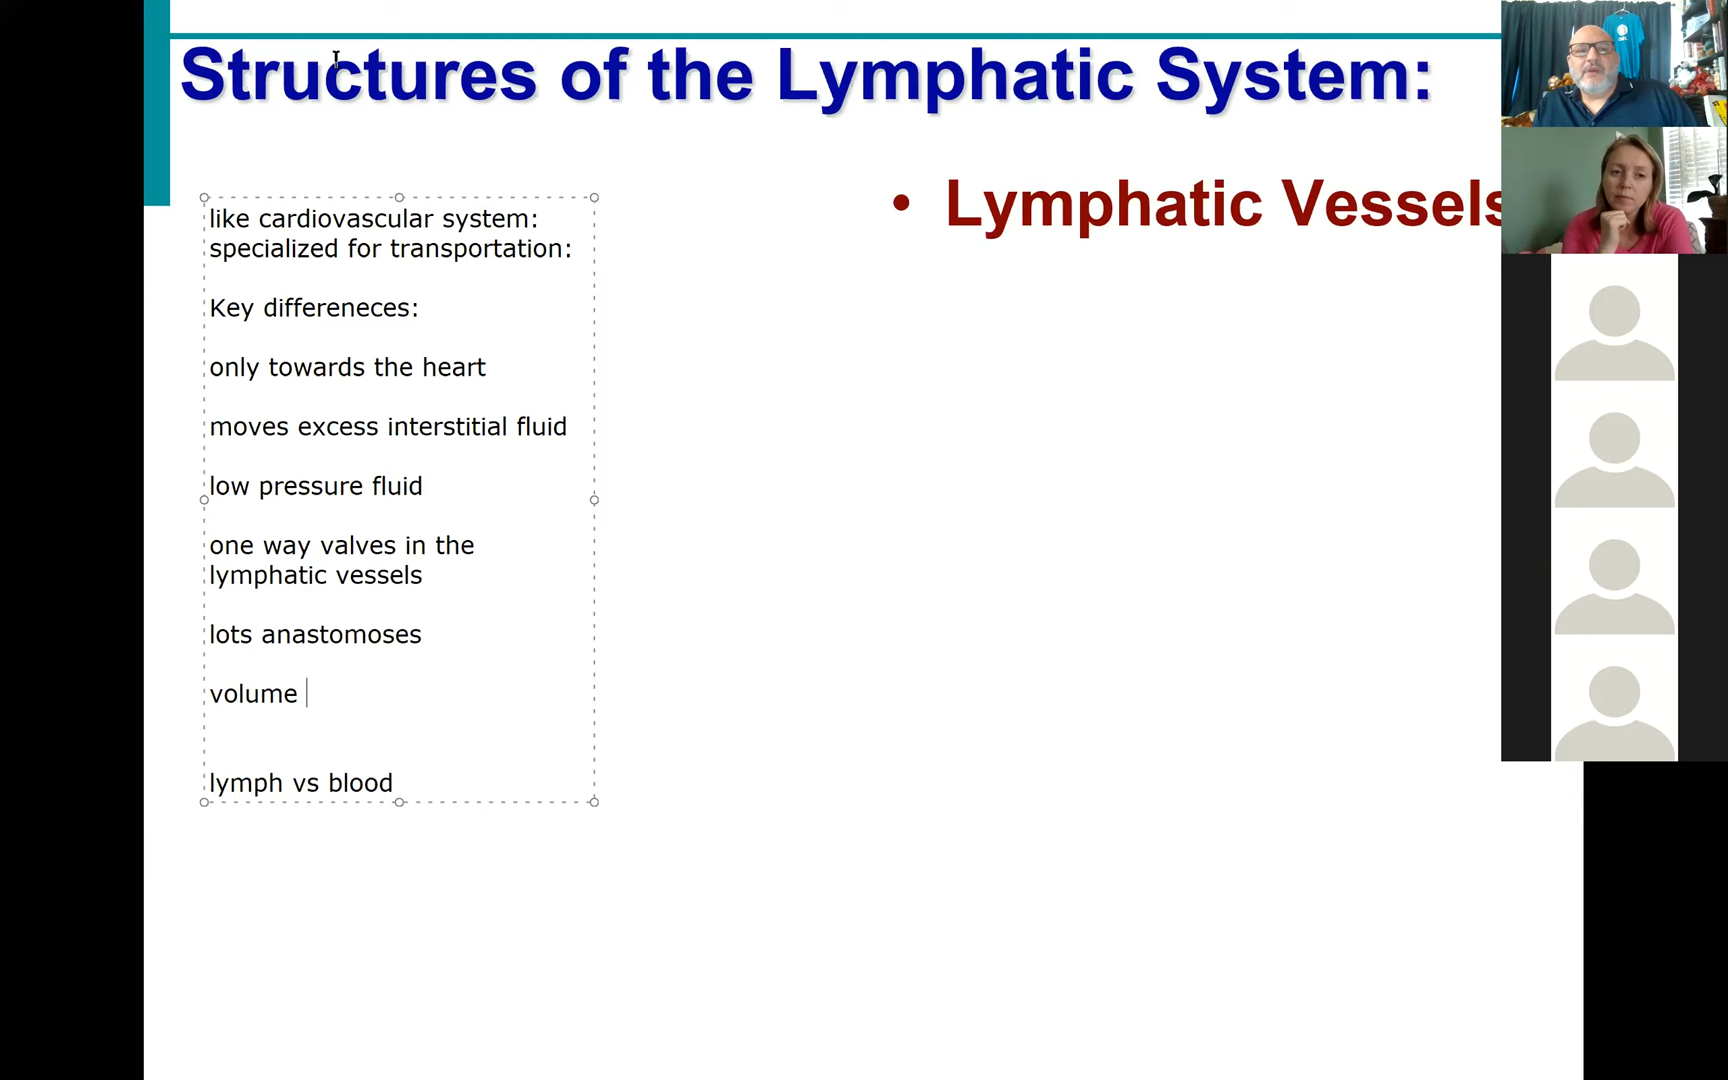 Structures of the Lymphatic System:
• Lymphatic Vessels
like cardiovascular system:
specialized for transportation:
Key differeneces:
only towards the heart
moves excess interstitial fluid
low pressure fluid
one way valves in the
lymphatic vessels
lots anastomoses
volume
lymph vs blood